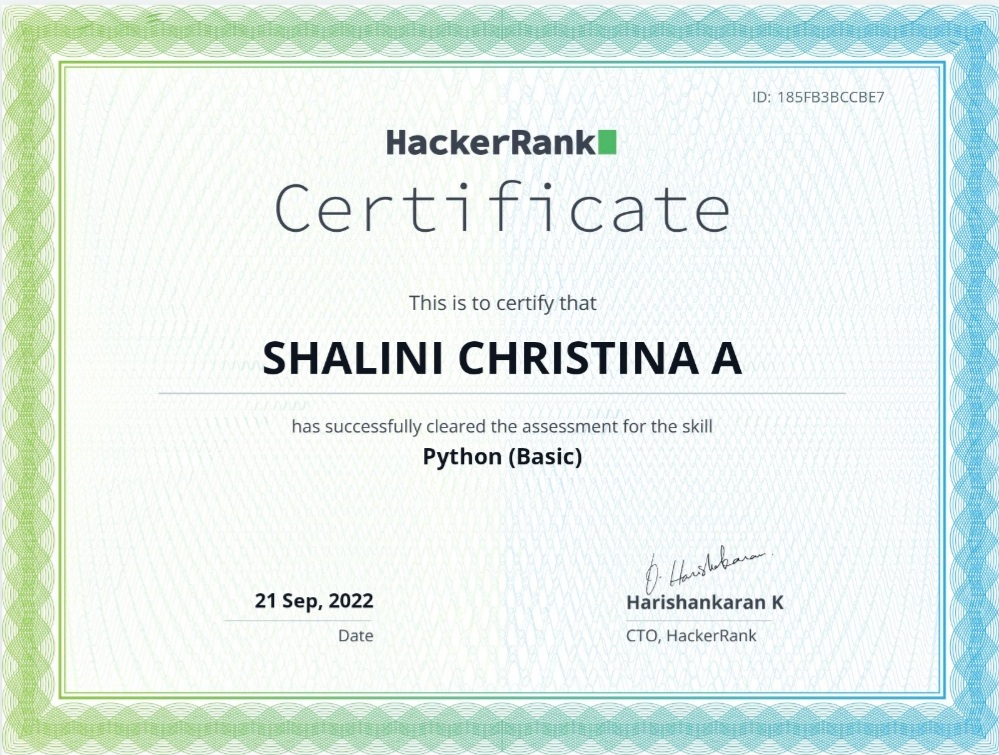 ID: 185FB3BCCBE7
HackerRank
Certificate
This is to certify that
SHALINI CHRISTINA A
has successfully cleared the assessment for the skill
Python (Basic)
O. Harishankaran.
21 Sep, 2022
Harishankaran K
Date
CTO, HackerRank